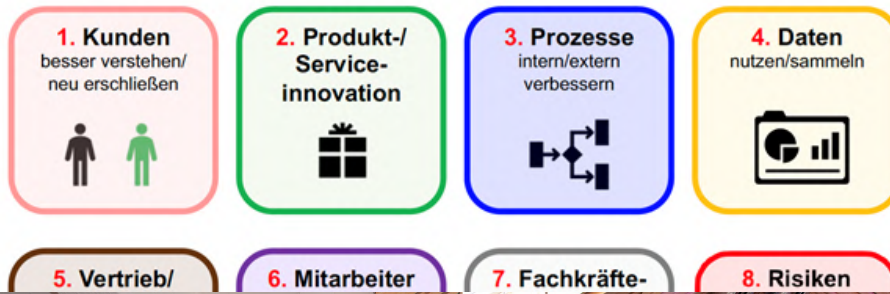 1. Kunden
besser verstehen/
neu erschließen
2. Produkt-/
Service-
innovation
3. Prozesse
intern/extern
verbessern
4. Daten
nutzen/sammeln
5. Vertrieb/
6. Mitarbeiter
7. Fachkräfte-
8. Risiken